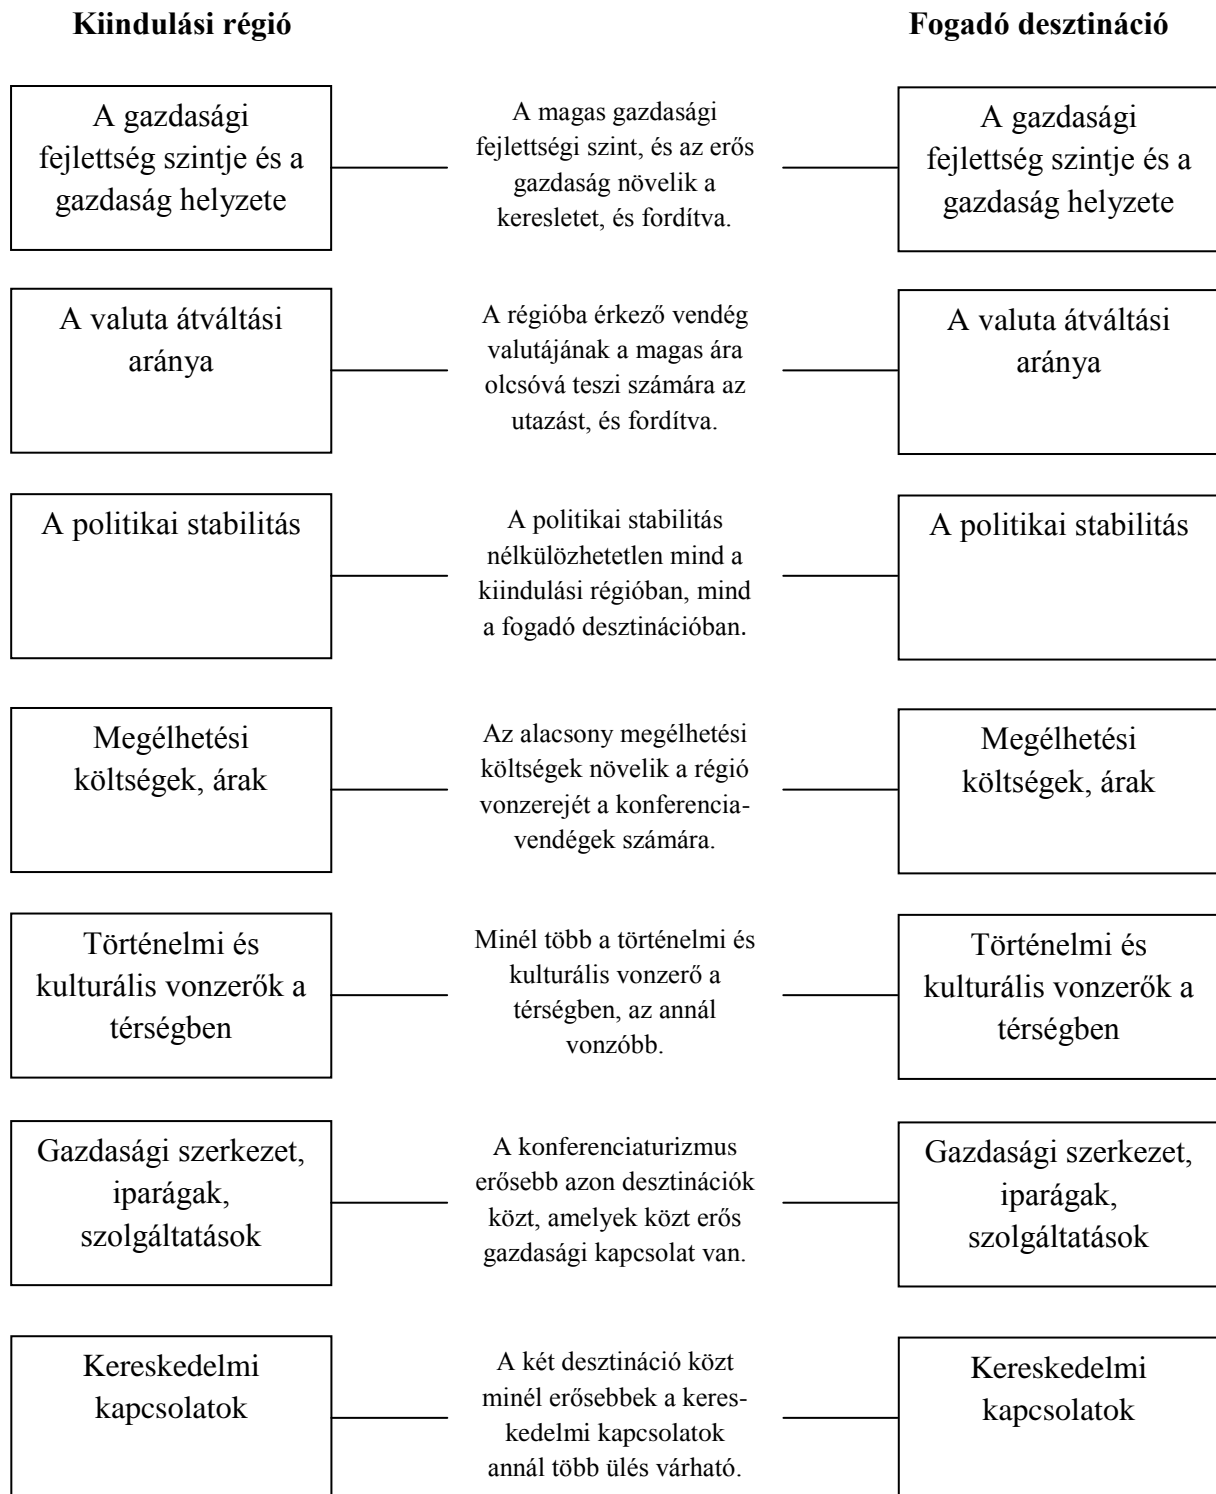 Kiindulási régió
Fogadó desztináció
A gazdasági
fejlettség szintje és a
gazdaság helyzete
A magas gazdasági
fejlettségi szint, és az erős
gazdaság növelik a
keresletet, és fordítva.
A gazdasági
fejlettség szintje és a
gazdaság helyzete
A valuta átváltási
aránya
A régióba érkező vendég
valutájának a magas ára
olcsóvá teszi számára az
utazást, és fordítva.
A valuta átváltási
aránya
A politikai stabilitás
A politikai stabilitás
nélkülözhetetlen mind a
kiindulási régióban, mind
a fogadó desztinációban.
A politikai stabilitás
Megélhetési
költségek, árak
Az alacsony megélhetési
költségek növelik a régió
vonzerejét a konferencia-
vendégek számára.
Megélhetési
költségek, árak
Történelmi és
kulturális vonzerők a
térségben
Minél több a történelmi és
kulturális vonzerő a
térségben, az annál
vonzóbb.
Történelmi és
kulturális vonzerők a
térségben
Gazdasági szerkezet,
iparágak,
szolgáltatások
A konferenciaturizmus
erősebb azon desztinációk
közt, amelyek közt erős
gazdasági kapcsolat van.
Gazdasági szerkezet,
iparágak,
szolgáltatások
Kereskedelmi
kapcsolatok
A két desztináció közt
minél erősebbek a keres-
kedelmi kapcsolatok
annál több ülés várható.
Kereskedelmi
kapcsolatok